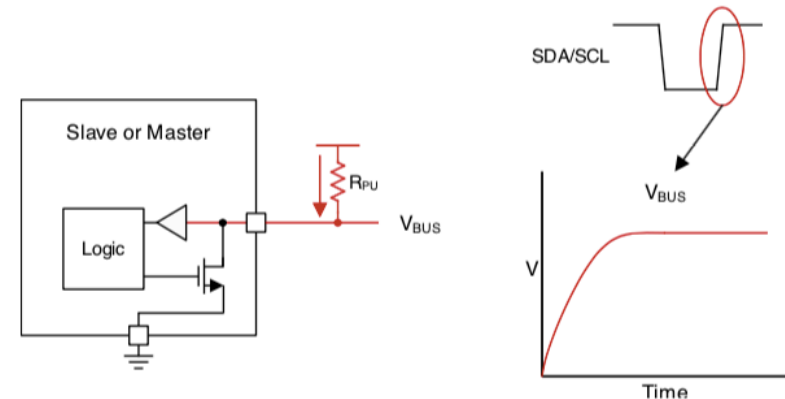 SDA/SCL
Slave or Master
RPU
VBUS
Logic
VBUS
V
Time